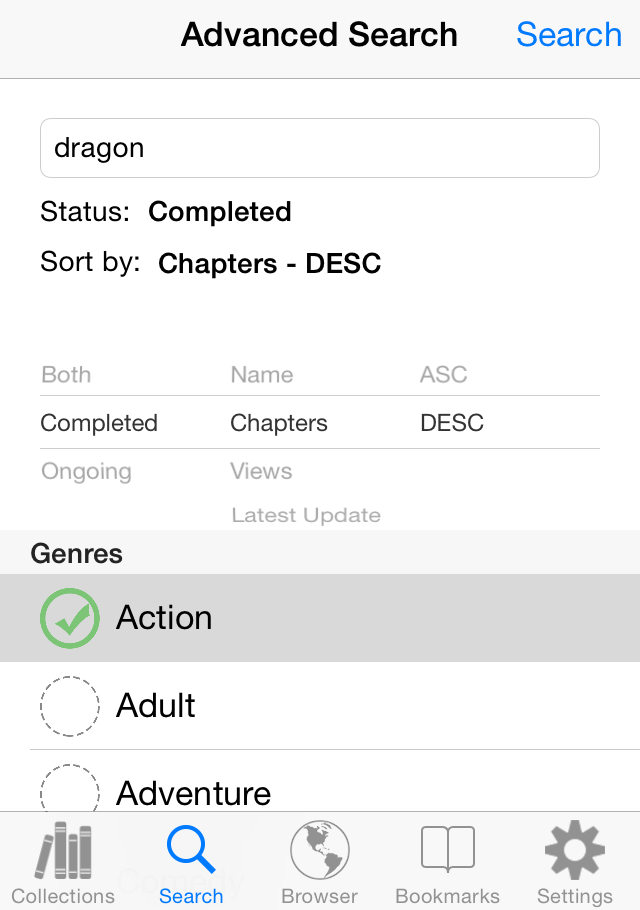 Advanced Search Search
dragon
Status: Completed
Sort by: Chapters - DESC
Both Name ASC
Completed Chapters DESC
Ongoing Views
Latest Update
Genres
Action
Adult
Adventure
Comedy
Collections Search Browser Bookmarks Settings